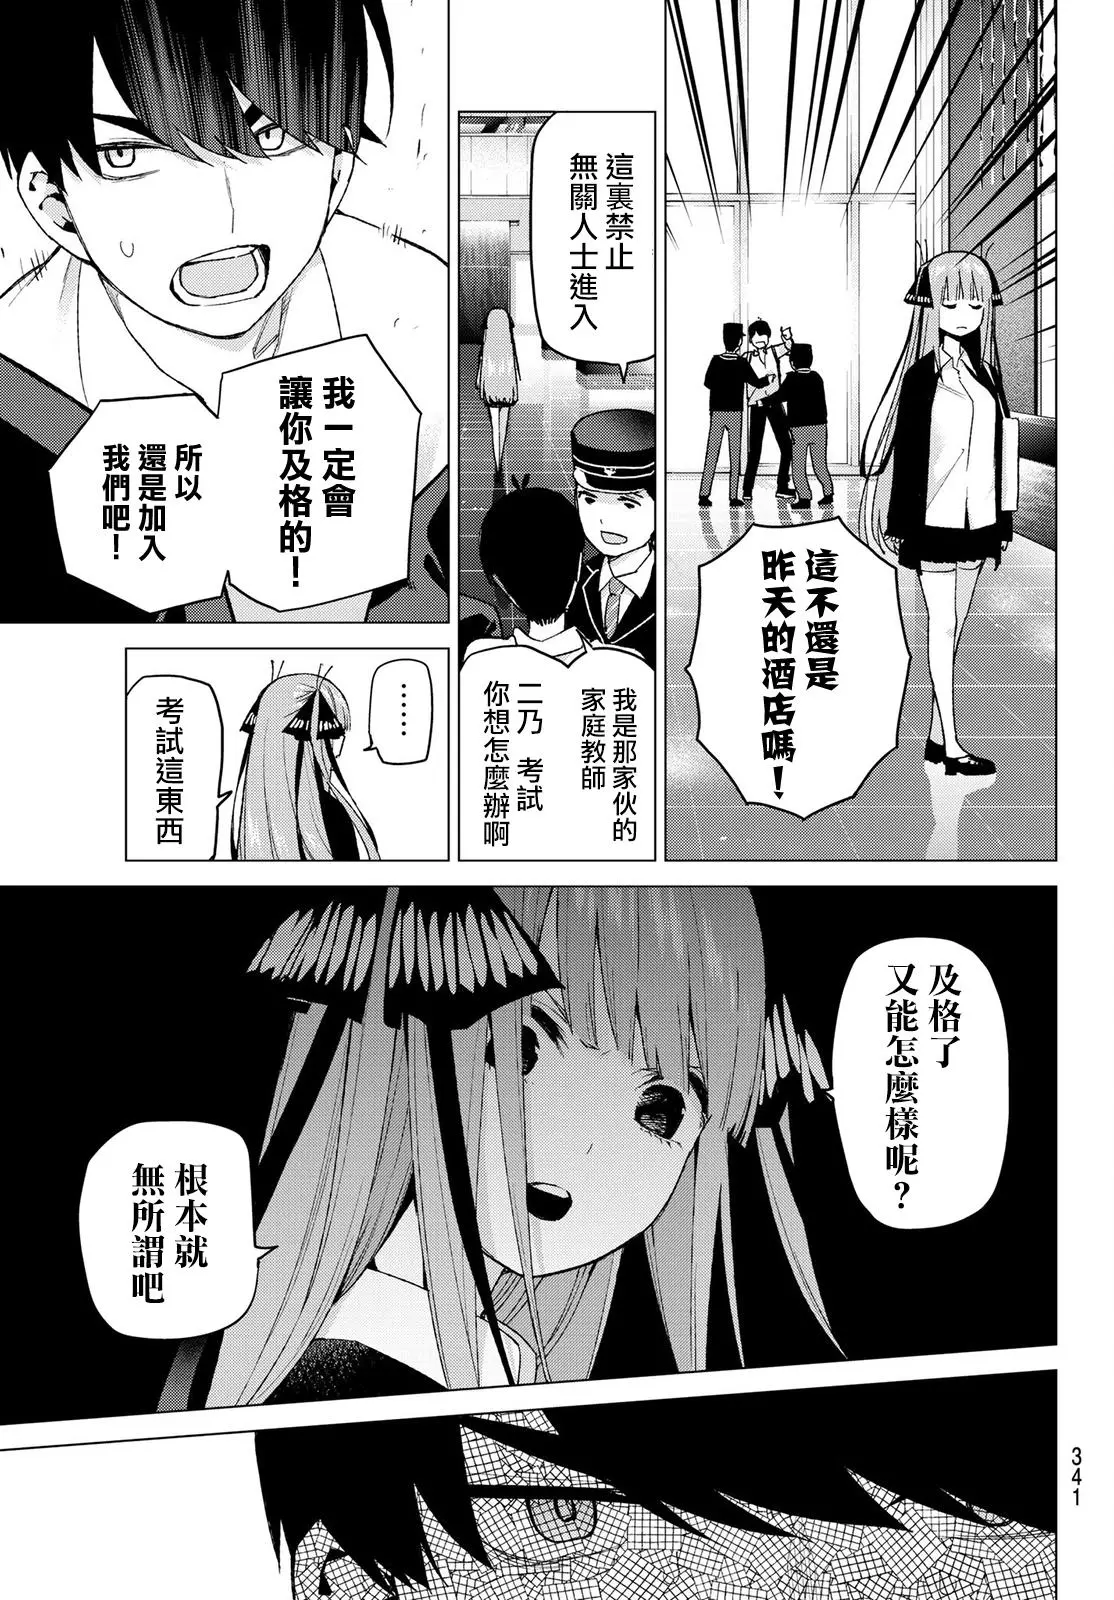 這不還是
昨天的酒店嗎！
這裏禁止
無關人士進入
我是那家伙的
家庭教師
二乃 考試
你想怎麼辦啊
我一定會
讓你及格的！
所以
還是加入
我們吧！
……
考試這東西
及格了
又能怎麼樣呢？
根本就
無所謂吧
341